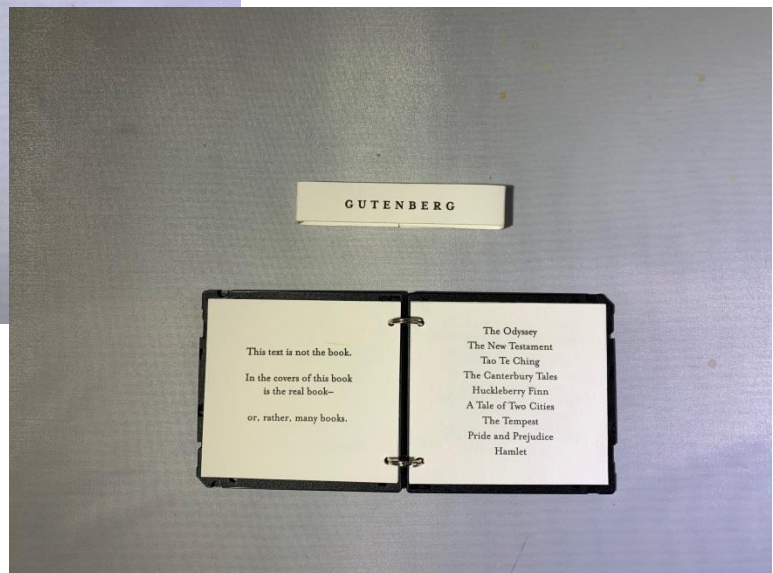 GUTENBERG
This text is not the book.
In the covers of this book
is the real book—
or, rather, many books.
The Odyssey
The New Testament
Tao Te Ching
The Canterbury Tales
Huckleberry Finn
A Tale of Two Cities
The Tempest
Pride and Prejudice
Hamlet